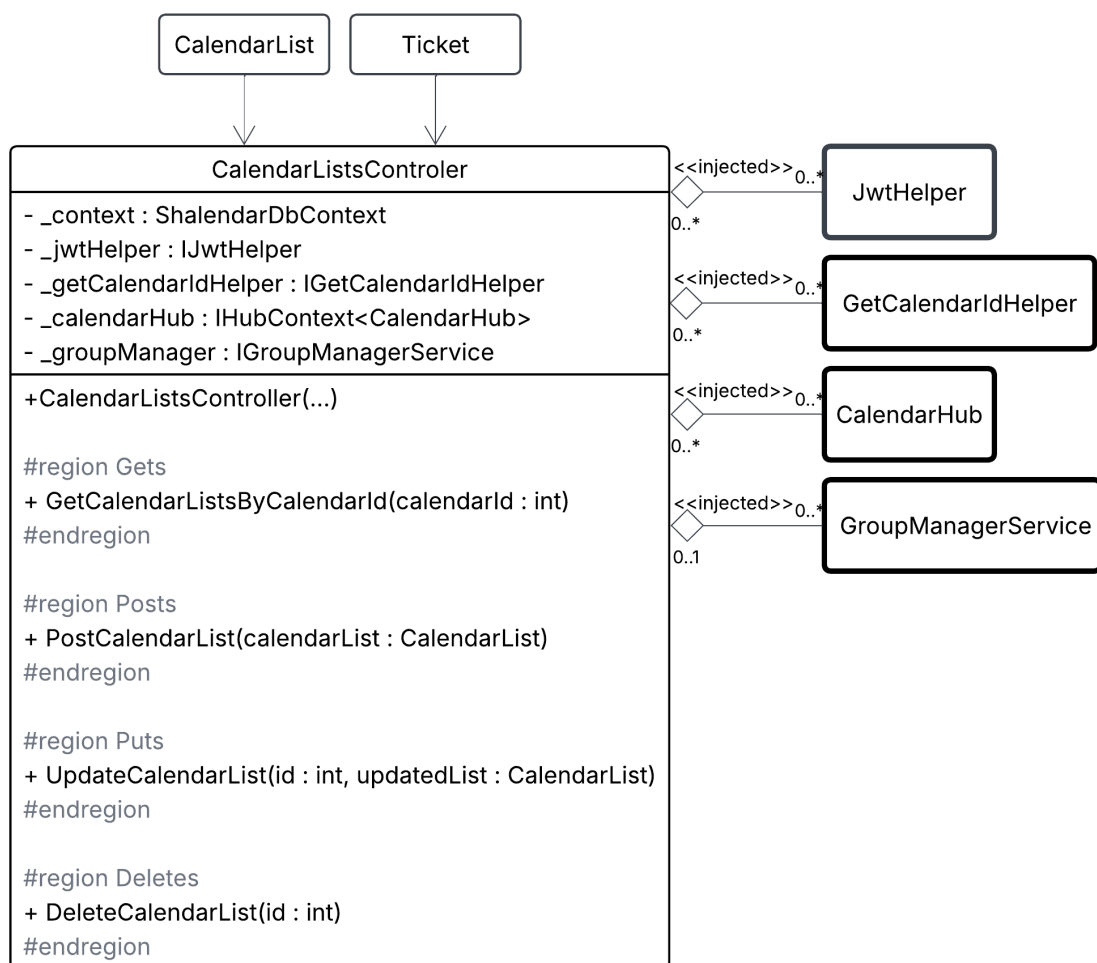 CalendarList
Ticket
CalendarListsControler
- _context : ShalendarDbContext
- _jwtHelper : IJwtHelper
- _getCalendarIdHelper : IGetCalendarIdHelper
- _calendarHub : IHubContext<CalendarHub>
- _groupManager : IGroupManagerService
+CalendarListsController(...)
#region Gets
+ GetCalendarListsByCalendarId(calendarId : int)
#endregion
#region Posts
+ PostCalendarList(calendarList : CalendarList)
#endregion
#region Puts
+ UpdateCalendarList(id : int, updatedList : CalendarList)
#endregion
#region Deletes
+ DeleteCalendarList(id : int)
#endregion
<<injected>> 0..*
0..*
JwtHelper
<<injected>> 0..*
0..*
GetCalendarIdHelper
<<injected>> 0..*
0..*
CalendarHub
<<injected>> 0..*
0..1
GroupManagerService